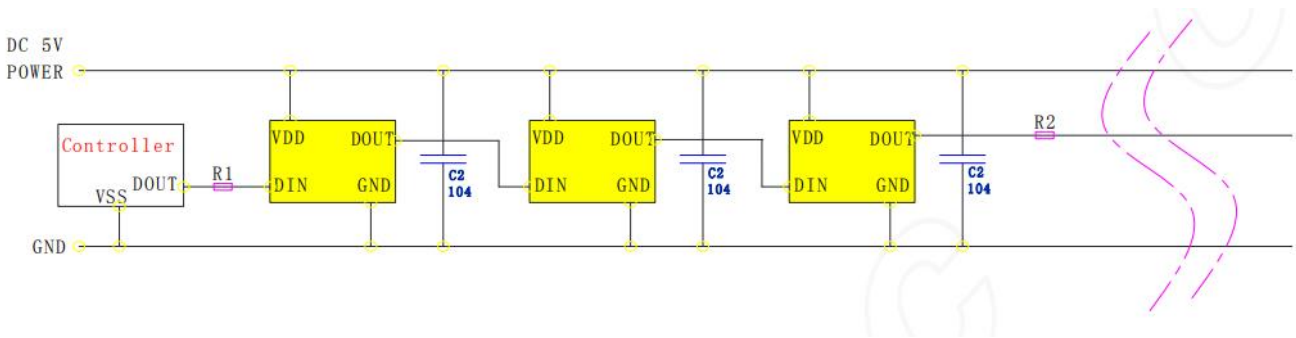 DC 5V
POWER
Controller
DOUT
VSS
R1
VDD
DOUT
DIN
GND
C2
104
VDD
DOUT
DIN
GND
C2
104
VDD
DOUT
DIN
GND
C2
104
R2
GND